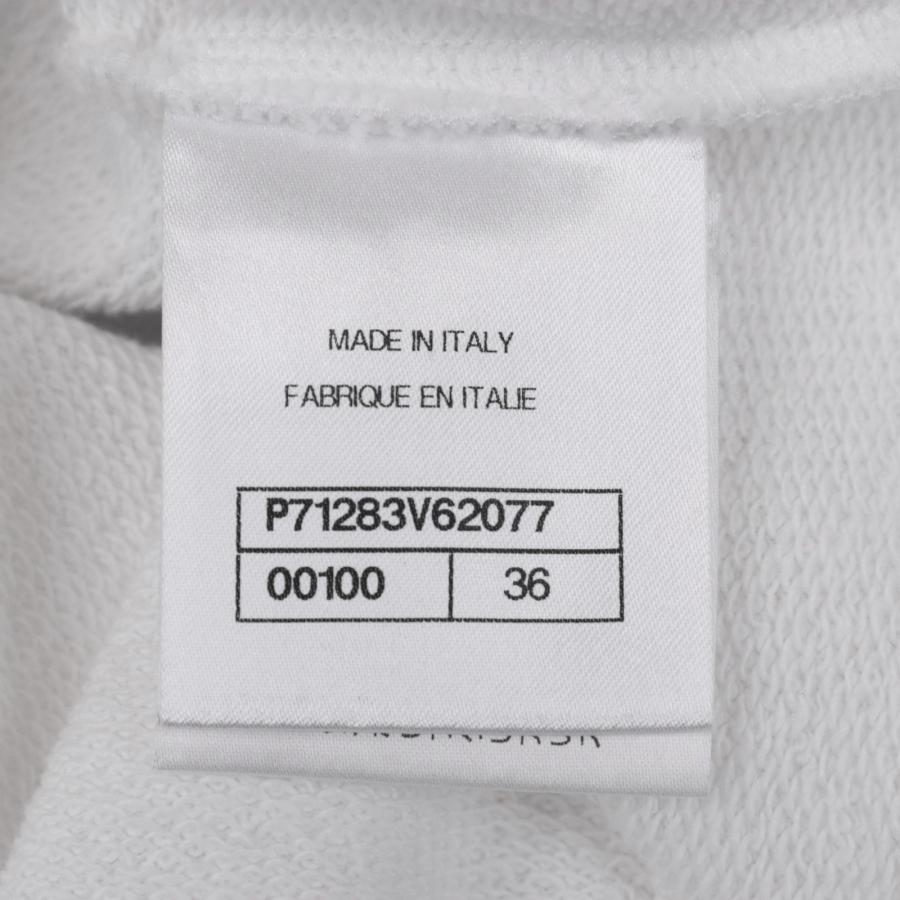 MADE IN ITALY
FABRIQUE EN ITALIE
P71283V62077
00100 36